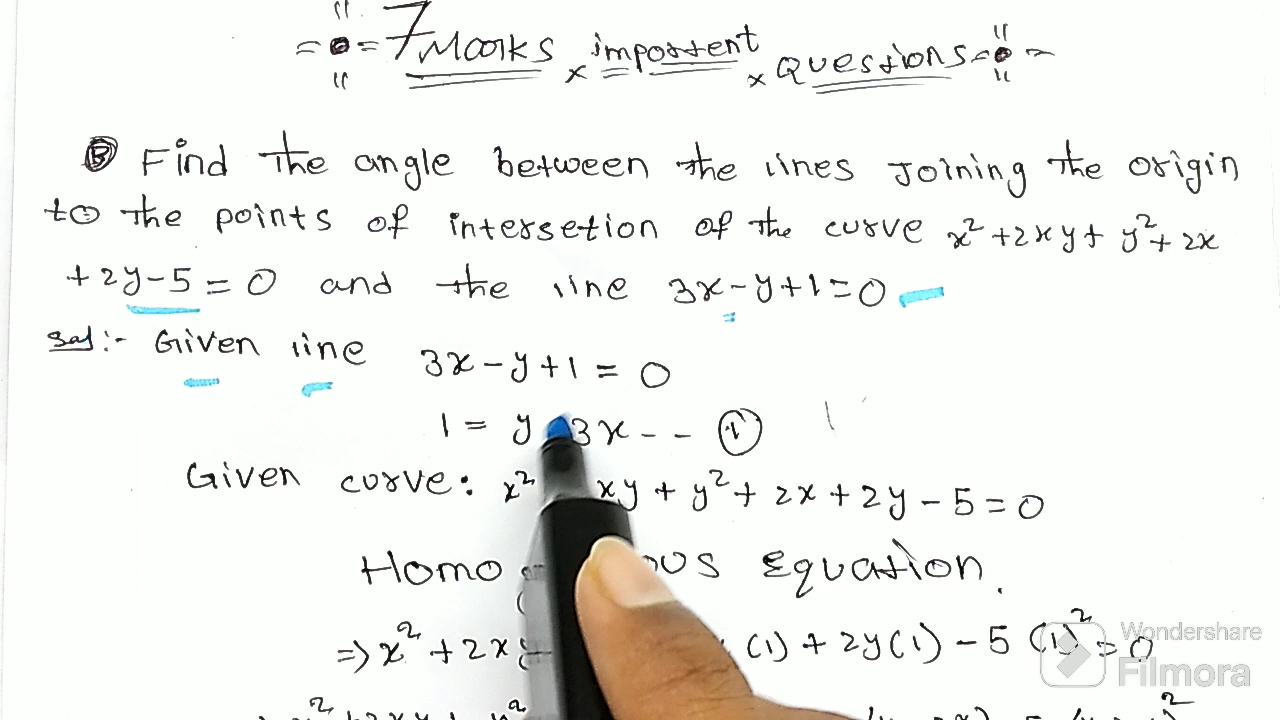 = = 7 Marks × important × Questions = =
B Find The angle between the lines Joining The origin
to the points of intersetion of the curve x² + 2xy + y² + 2x
+ 2y - 5 = 0 and the line 3x - y + 1 = 0
Sol :- Given line 3x - y + 1 = 0
1 = y 3x - - 1
Given curve : x² xy + y² + 2x + 2y - 5 = 0
Homo ous Equation.
=> x² + 2xy (1) + 2y(1) - 5 (1)² = 0
Wondershare
Filmora